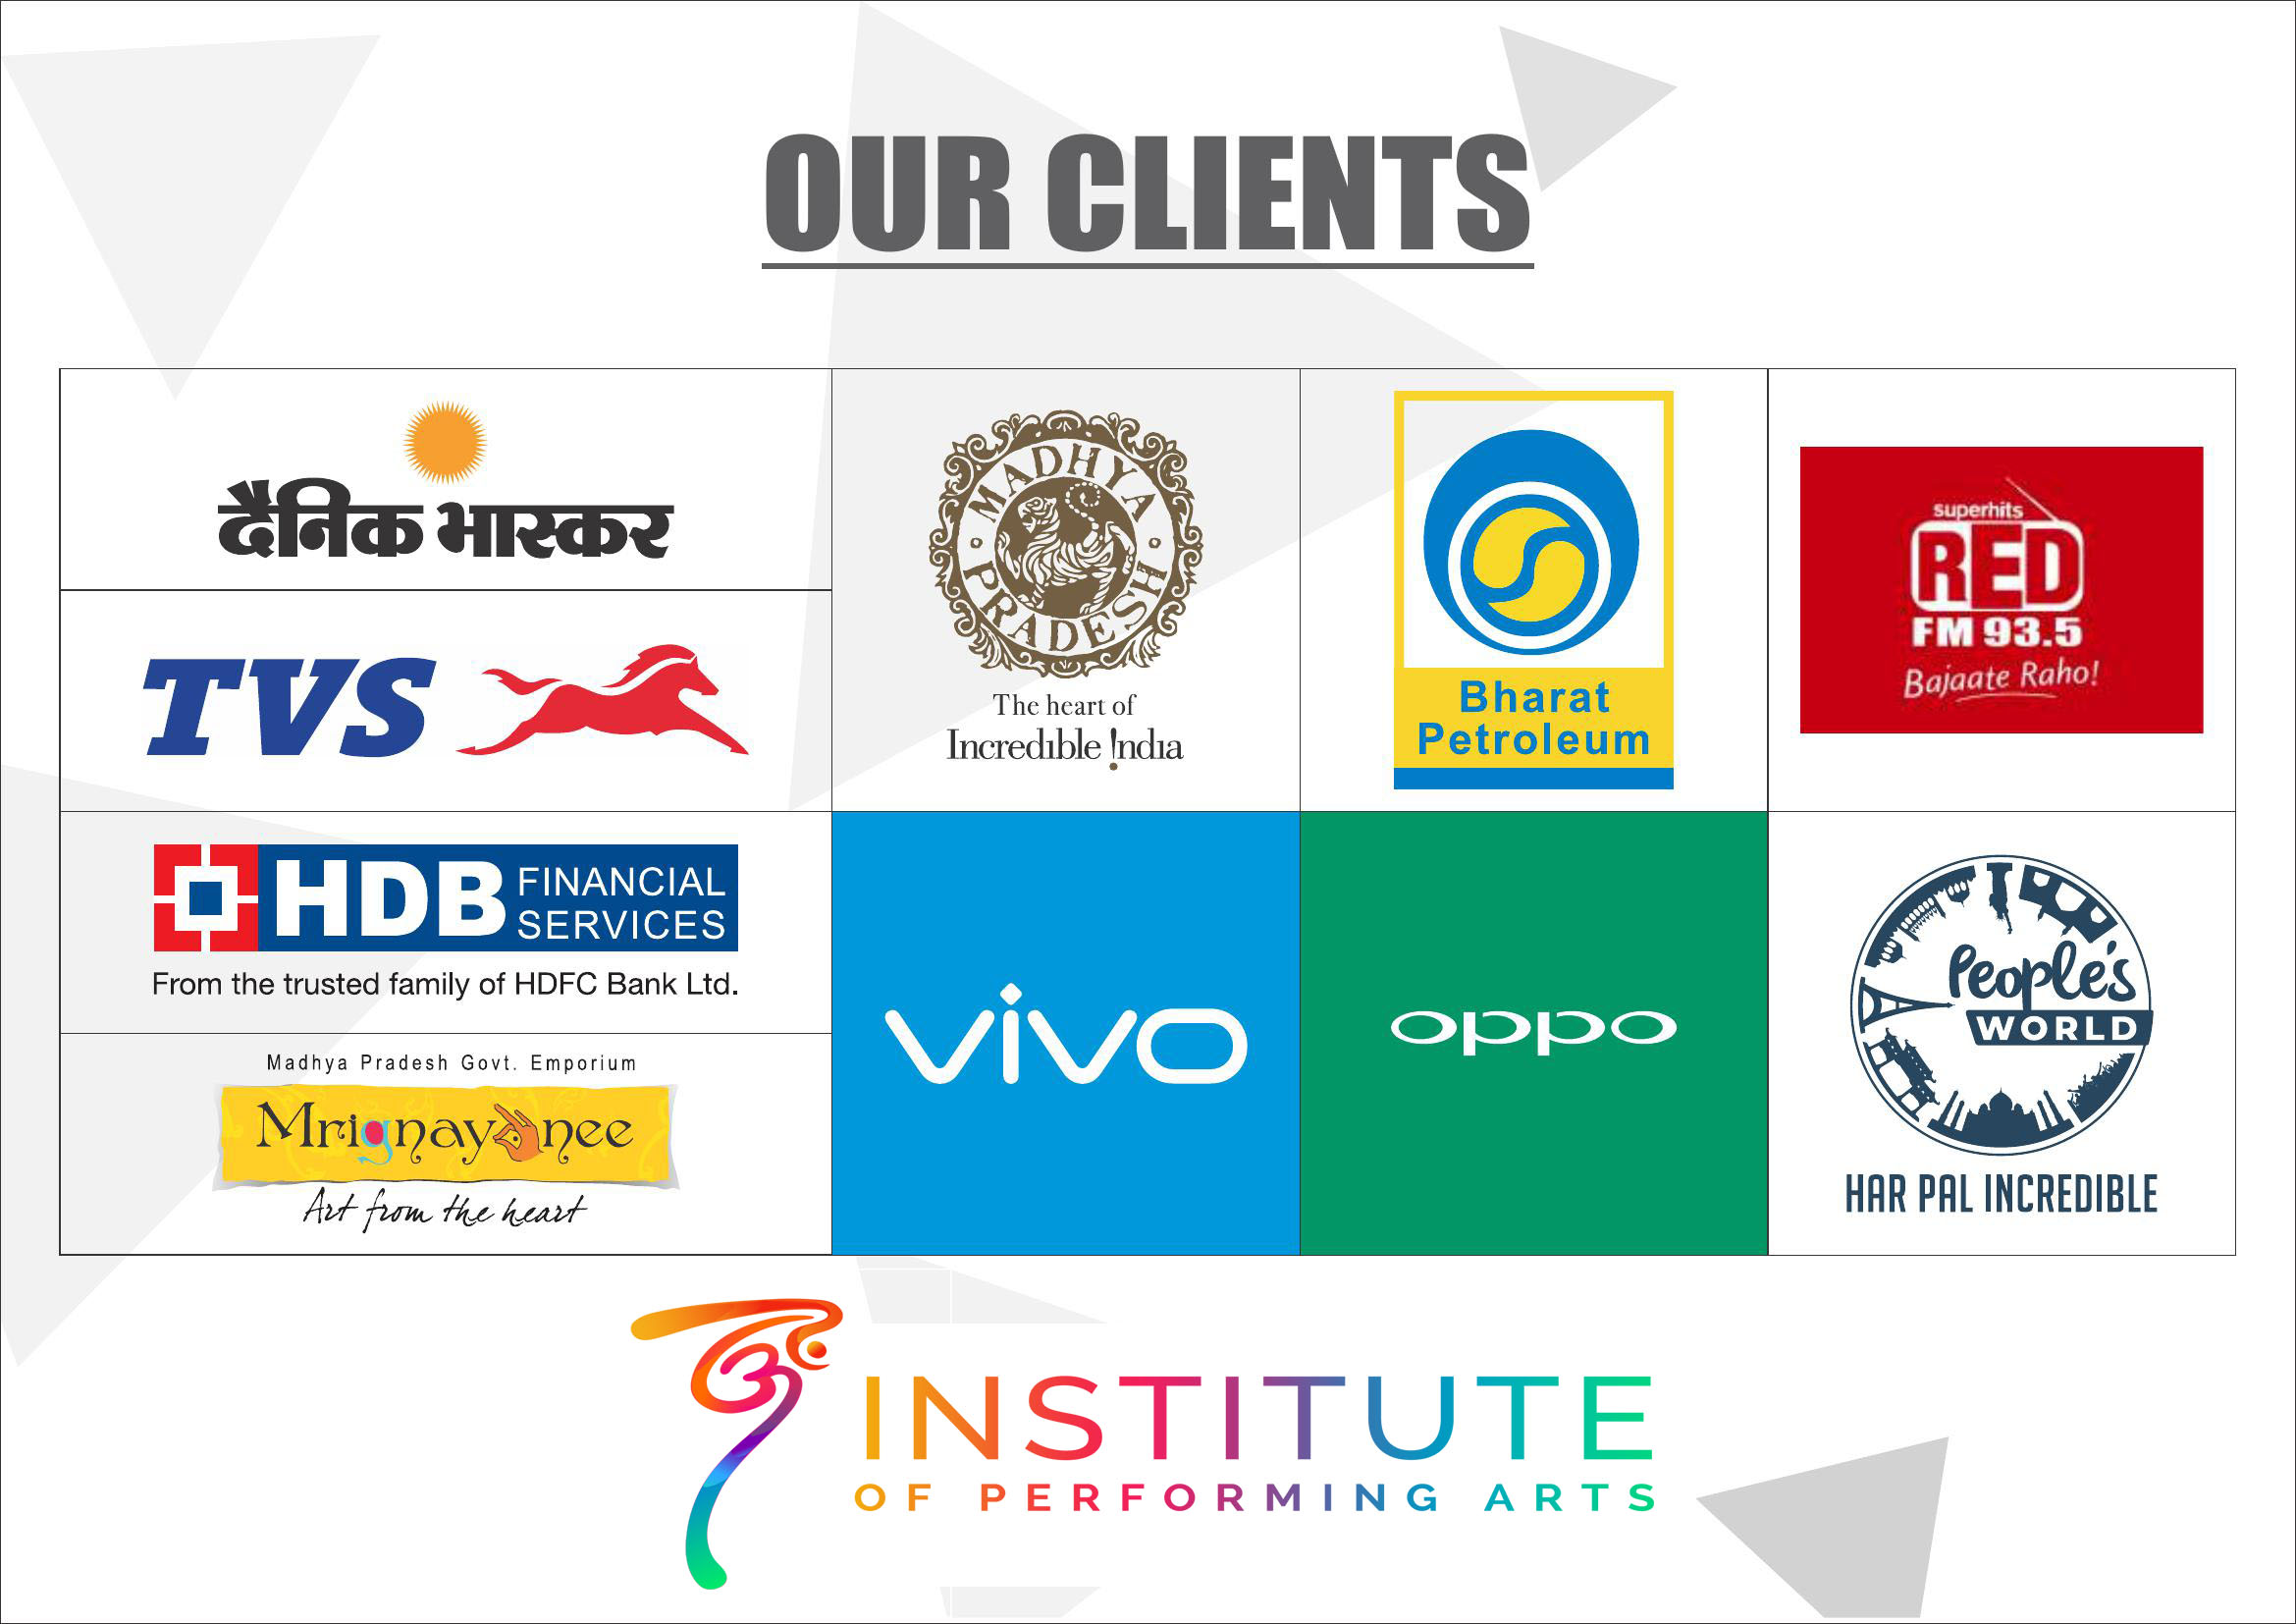 OUR CLIENTS
दैनिक भास्कर
TVS
HDB FINANCIAL SERVICES
From the trusted family of HDFC Bank Ltd.
Madhya Pradesh Govt. Emporium
Mrignayanee
Art from the heart
MADHYA PRADESH
The heart of
Incredible !ndia
Bharat
Petroleum
superhits
RED
FM 93.5
Bajaate Raho!
vivo
oppo
People's
WORLD
HAR PAL INCREDIBLE
INSTITUTE
OF PERFORMING ARTS